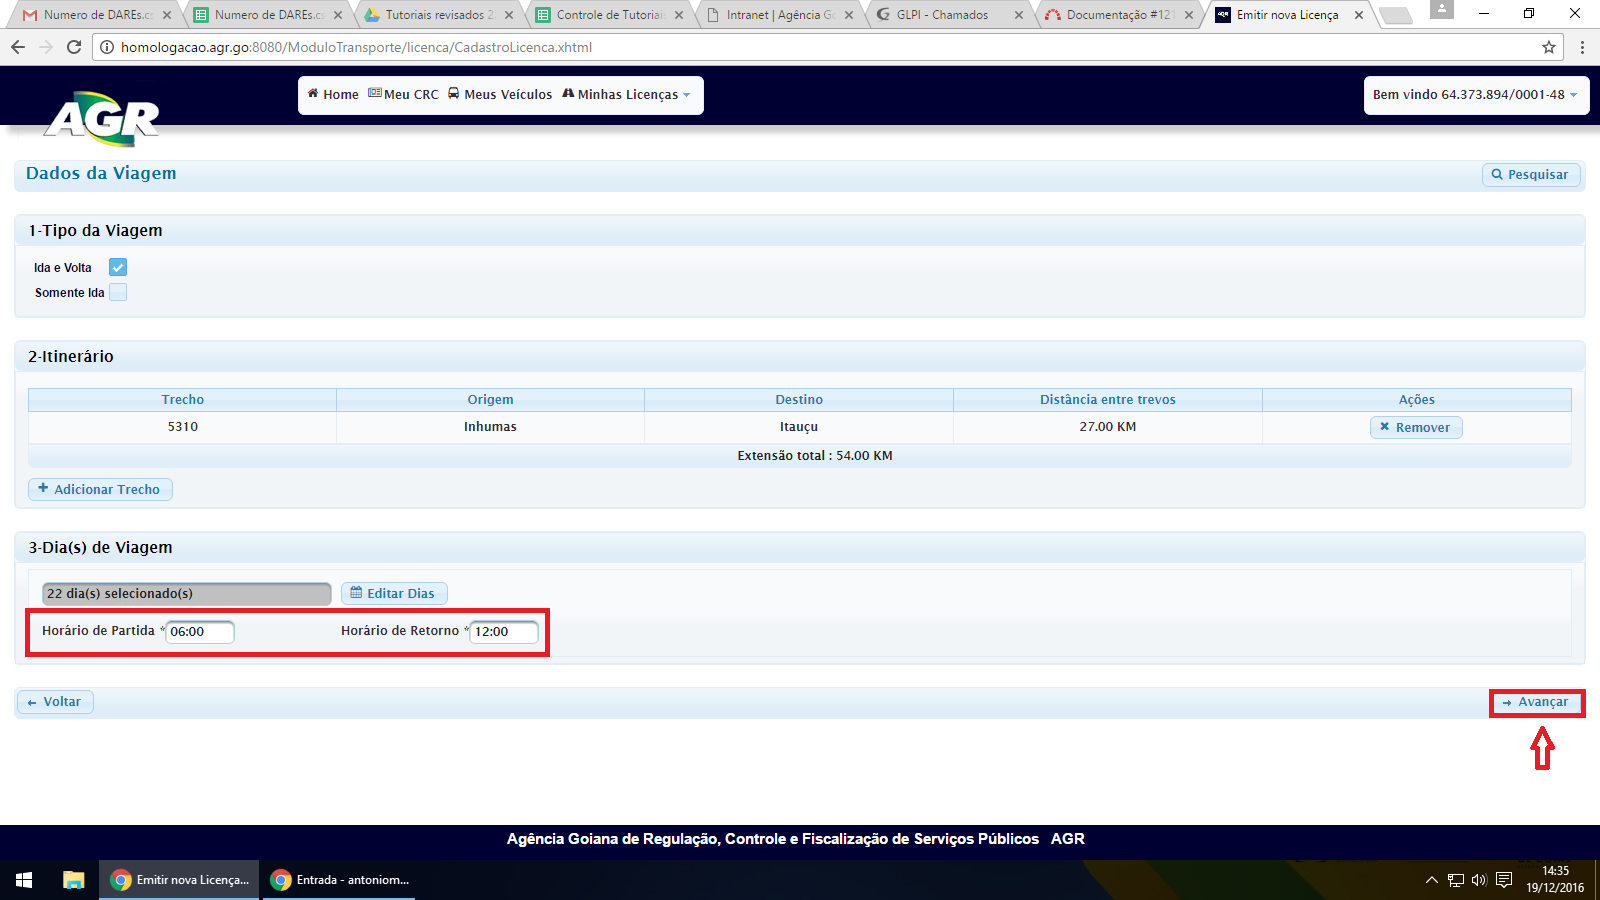 Numero de DAREs.cs
Numero de DAREs.cs
Tutoriais revisados 2
Controle de Tutoriai
Intranet | Agência Go
GLPI - Chamados
Documentação #121
Emitir nova Licença
homologacao.agr.go:8080/ModuloTransporte/licenca/CadastroLicenca.xhtml
AGR
Home
Meu CRC
Meus Veículos
Minhas Licenças
Bem vindo 64.373.894/0001-48
Dados da Viagem
Pesquisar
1-Tipo da Viagem
Ida e Volta
Somente Ida
2-Itinerário
Trecho Origem Destino Distância entre trevos Ações
5310 Inhumas Itauçu 27.00 KM Remover
Extensão total : 54.00 KM
Adicionar Trecho
3-Dia(s) de Viagem
22 dia(s) selecionado(s) Editar Dias
Horário de Partida * 06:00 Horário de Retorno * 12:00
Voltar
Avançar
Agência Goiana de Regulação, Controle e Fiscalização de Serviços Públicos AGR
Emitir nova Licença...
Entrada - antoniom...
14:35
19/12/2016